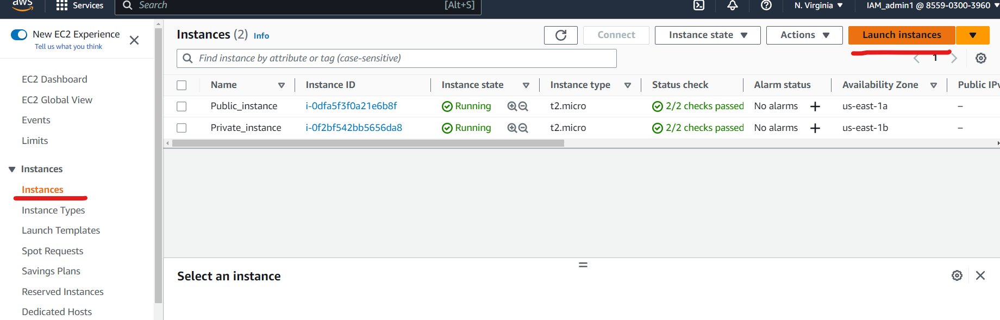 aws Services Search [Alt+S] N. Virginia IAM_admin1 @ 8559-0300-3960
New EC2 Experience
Tell us what you think
EC2 Dashboard
EC2 Global View
Events
Limits
Instances
Instances
Instance Types
Launch Templates
Spot Requests
Savings Plans
Reserved Instances
Dedicated Hosts
Instances (2) Info Connect Instance state Actions Launch instances
Find instance by attribute or tag (case-sensitive) 1
Name Instance ID Instance state Instance type Status check Alarm status Availability Zone Public IPv
Public_instance i-0dfa5f3f0a21e6b8f Running t2.micro 2/2 checks passed No alarms + us-east-1a –
Private_instance i-0f2bf542bb5656da8 Running t2.micro 2/2 checks passed No alarms + us-east-1b –
Select an instance